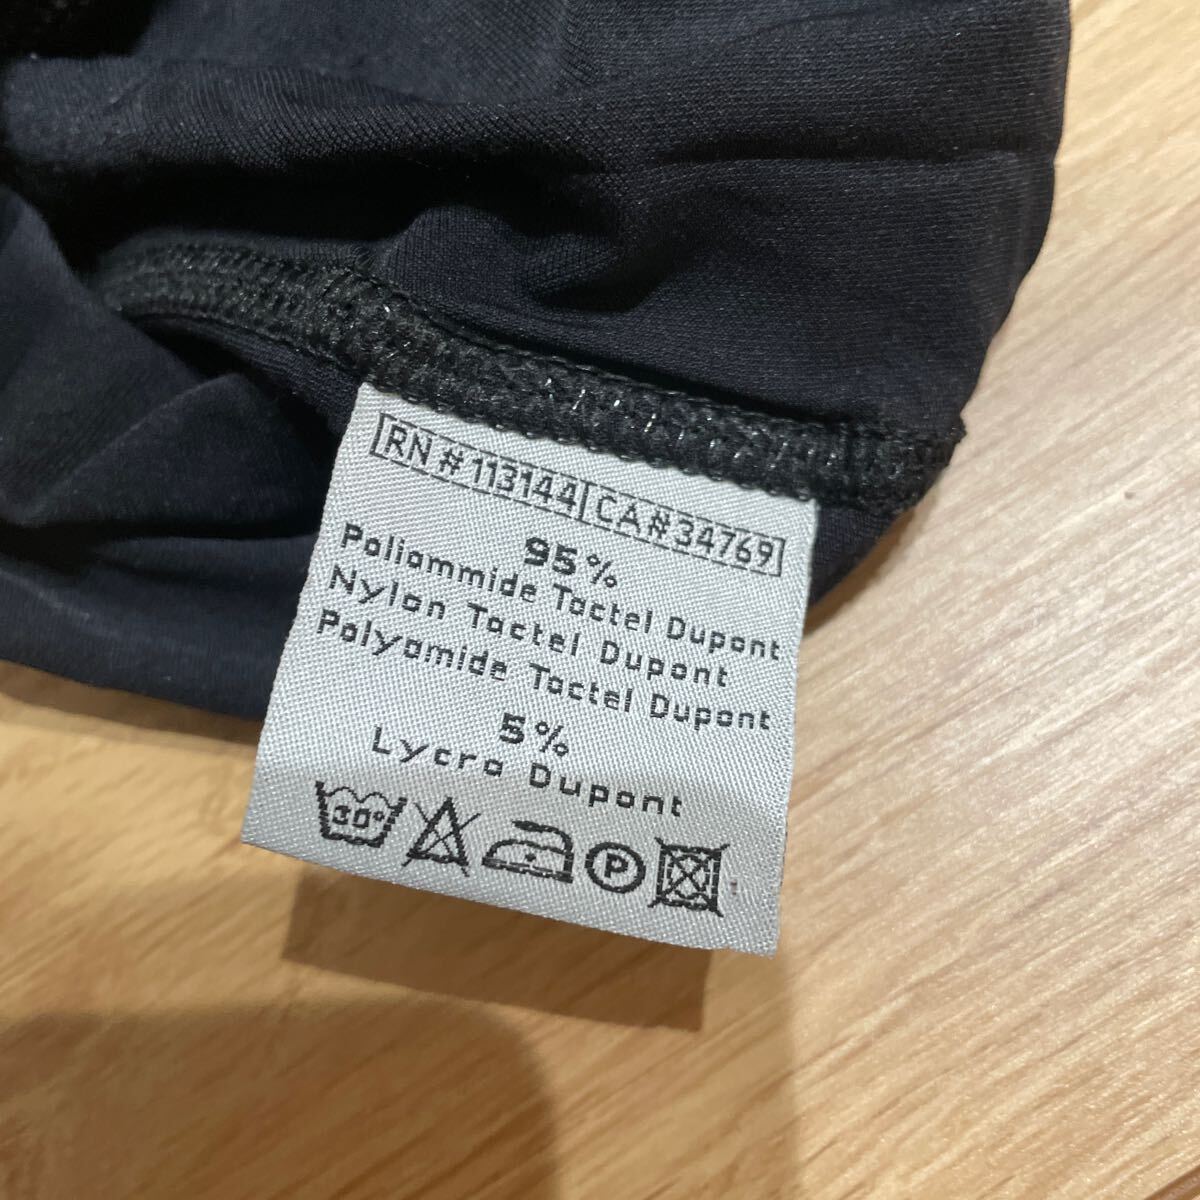 RN # 113144 CA # 34769
95%
Poliammide Tactel Dupont
Nylon Tactel Dupont
Polyamide Tactel Dupont
5%
Lycra Dupont
30° P